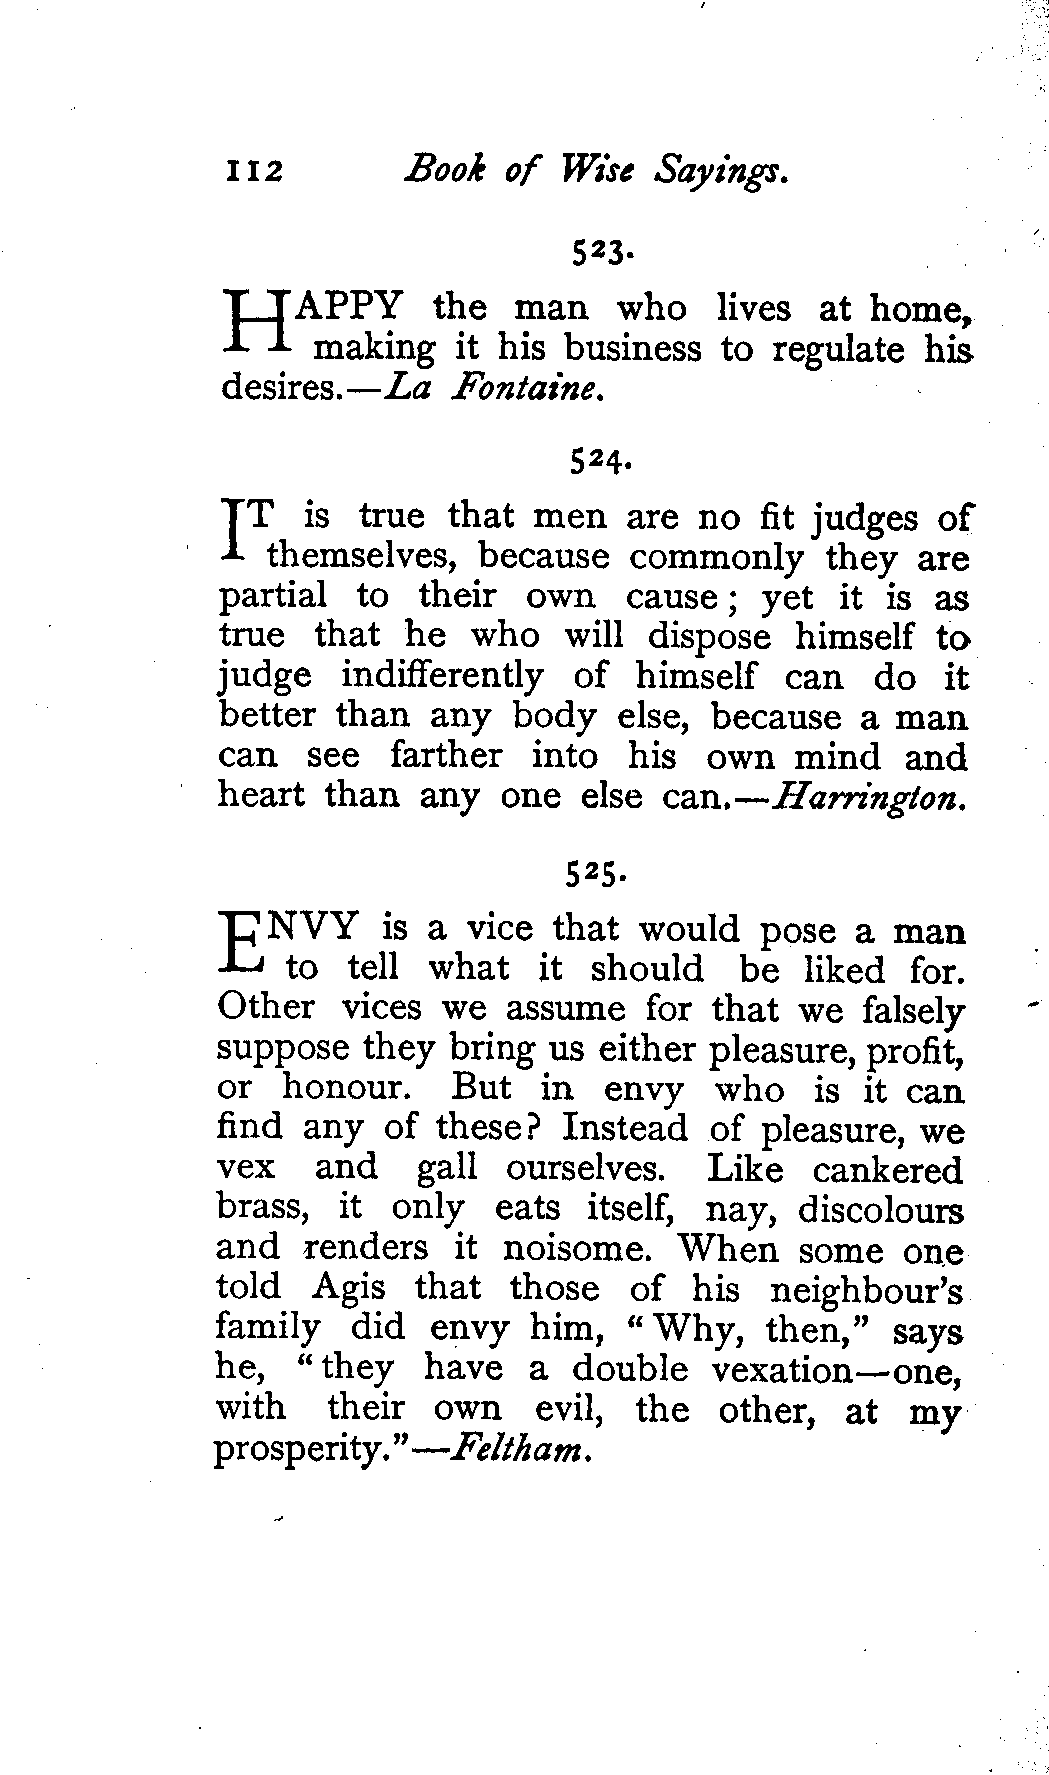 112 Book of Wise Sayings.
523.
HAPPY the man who lives at home,
making it his business to regulate his
desires.—La Fontaine.
524.
IT is true that men are no fit judges of
themselves, because commonly they are
partial to their own cause; yet it is as
true that he who will dispose himself to
judge indifferently of himself can do it
better than any body else, because a man
can see farther into his own mind and
heart than any one else can.—Harrington.
525.
ENVY is a vice that would pose a man
to tell what it should be liked for.
Other vices we assume for that we falsely
suppose they bring us either pleasure, profit,
or honour. But in envy who is it can
find any of these? Instead of pleasure, we
vex and gall ourselves. Like cankered
brass, it only eats itself, nay, discolours
and renders it noisome. When some one
told Agis that those of his neighbour's
family did envy him, "Why, then," says
he, "they have a double vexation—one,
with their own evil, the other, at my
prosperity."—Feltham.